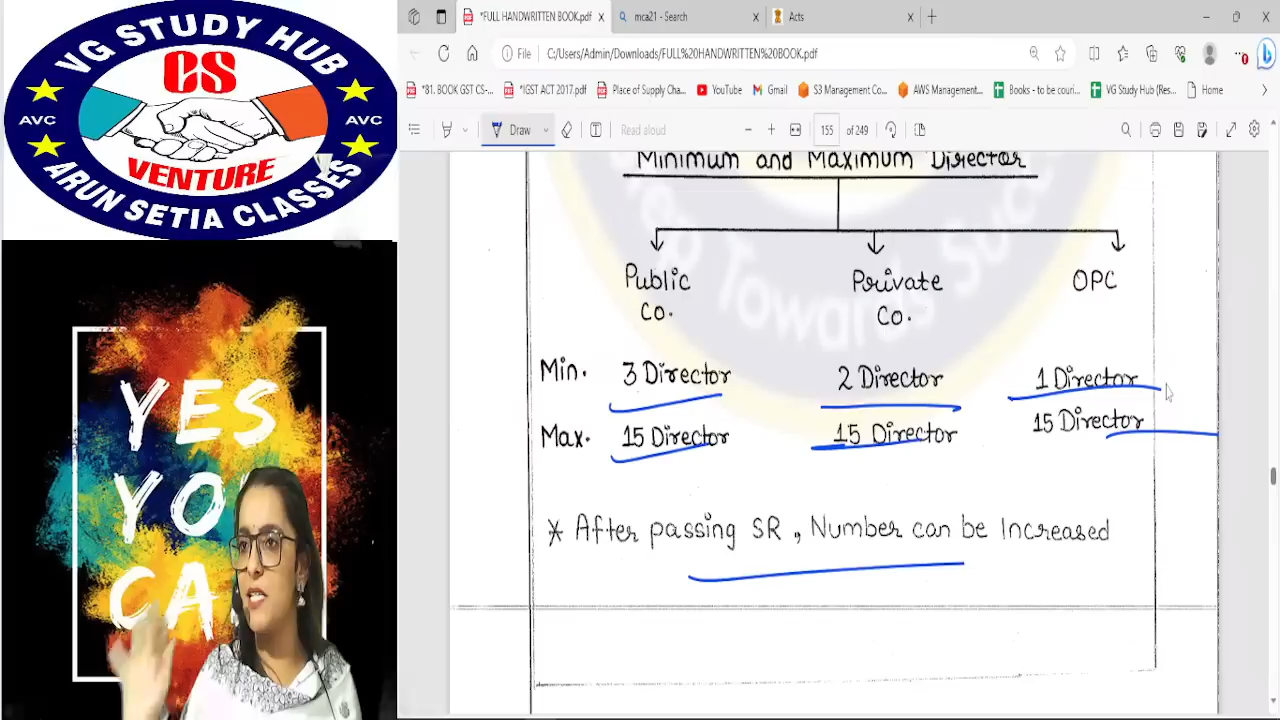 VG STUDY HUB
CS
AVC
AVC
VENTURE
ARUN SETIA CLASSES
YES
YO
CA
*FULL HANDWRITTEN BOOK.pdf
mca21 - Search
Acts
File
C:/Users/Admin/Downloads/FULL%20HANDWRITTEN%20BOOK.pdf
*81. BOOK GST CS-...
*IGST ACT 2017.pdf
Place of Supply Cha...
YouTube
Gmail
S3 Management Co...
AWS Management...
Books - to be couri...
VG Study Hub (Res...
Home
Draw
Read aloud
155 of 249
Minimum and Maximum Director
Public Private OPC
Co. Co.
Min. 3 Director 2 Director 1 Director
Max. 15 Director 15 Director 15 Director
* After passing SR, Number can be Increased